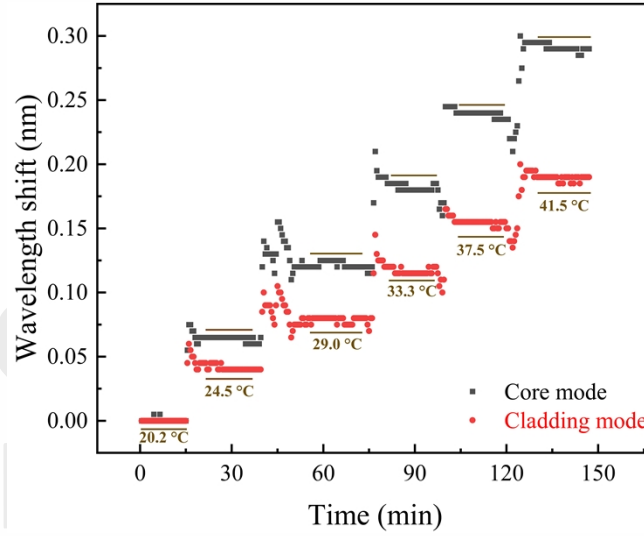 0.30
0.25
0.20
0.15
0.10
0.05
0.00
Wavelength shift (nm)
20.2 °C
24.5 °C
29.0 °C
33.3 °C
37.5 °C
41.5 °C
Core mode
Cladding mode
0 30 60 90 120 150
Time (min)